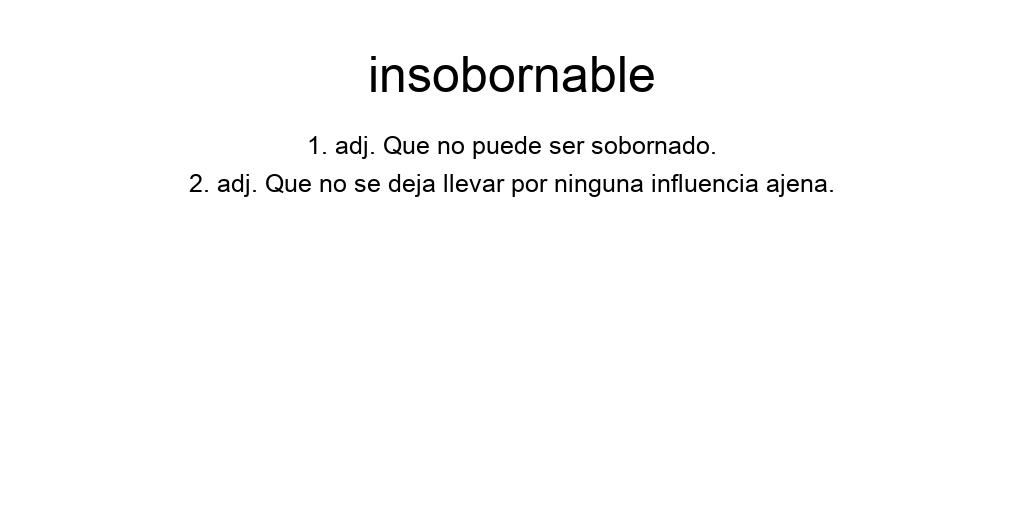 insobornable
1. adj. Que no puede ser sobornado.
2. adj. Que no se deja llevar por ninguna influencia ajena.